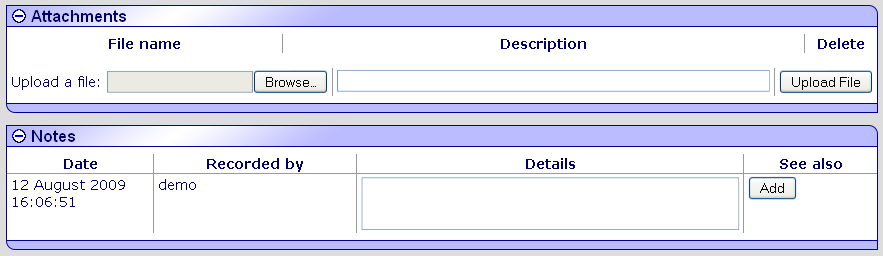 Attachments
File name Description Delete
Upload a file: Browse... Upload File
Notes
Date Recorded by Details See also
12 August 2009 demo Add
16:06:51